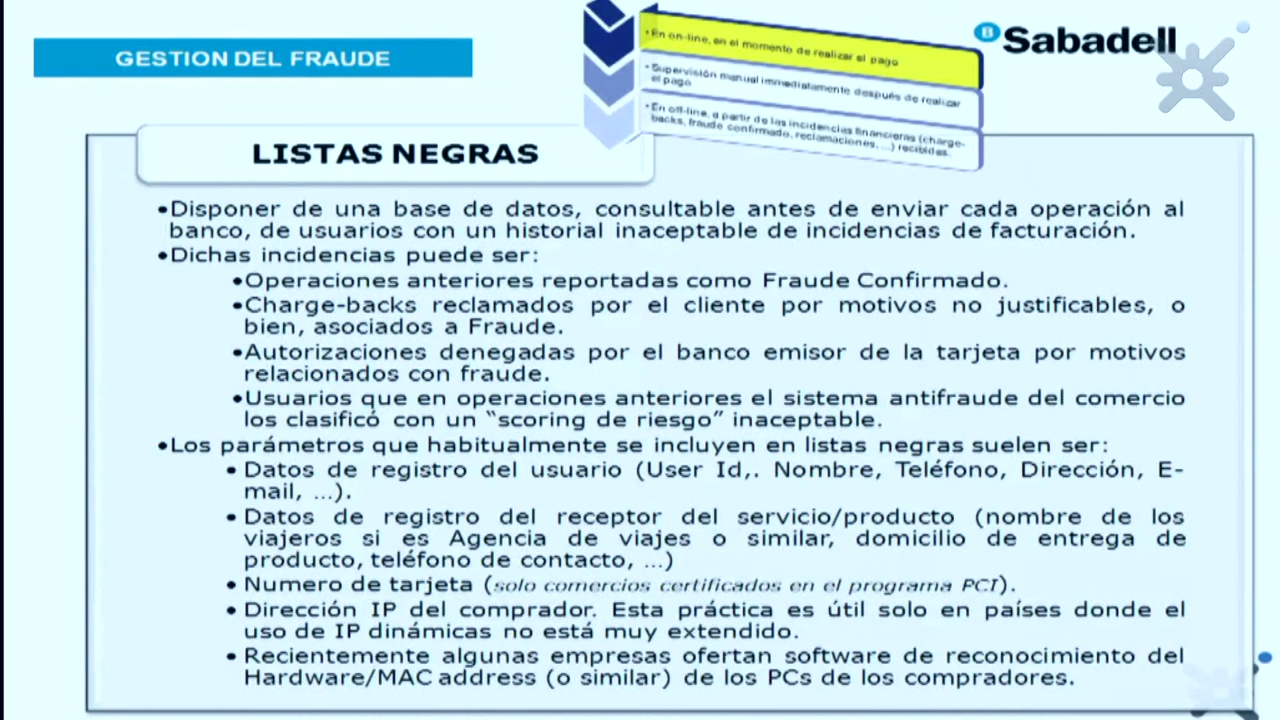 GESTION DEL FRAUDE
• En on-line, en el momento de realizar el pago
• Supervisión manual inmediatamente después de realizar
el pago
• En off-line, a partir de las incidencias financieras (charge-
backs, fraude confirmado, reclamaciones, ...) recibidas.
B Sabadell
LISTAS NEGRAS
•Disponer de una base de datos, consultable antes de enviar cada operación al
banco, de usuarios con un historial inaceptable de incidencias de facturación.
•Dichas incidencias puede ser:
•Operaciones anteriores reportadas como Fraude Confirmado.
•Charge-backs reclamados por el cliente por motivos no justificables, o
bien, asociados a Fraude.
•Autorizaciones denegadas por el banco emisor de la tarjeta por motivos
relacionados con fraude.
•Usuarios que en operaciones anteriores el sistema antifraude del comercio
los clasificó con un “scoring de riesgo” inaceptable.
•Los parámetros que habitualmente se incluyen en listas negras suelen ser:
• Datos de registro del usuario (User Id,. Nombre, Teléfono, Dirección, E-
mail, ...).
• Datos de registro del receptor del servicio/producto (nombre de los
viajeros si es Agencia de viajes o similar, domicilio de entrega de
producto, teléfono de contacto, ...)
• Numero de tarjeta (solo comercios certificados en el programa PCI).
• Dirección IP del comprador. Esta práctica es útil solo en países donde el
uso de IP dinámicas no está muy extendido.
• Recientemente algunas empresas ofertan software de reconocimiento del
Hardware/MAC address (o similar) de los PCs de los compradores.